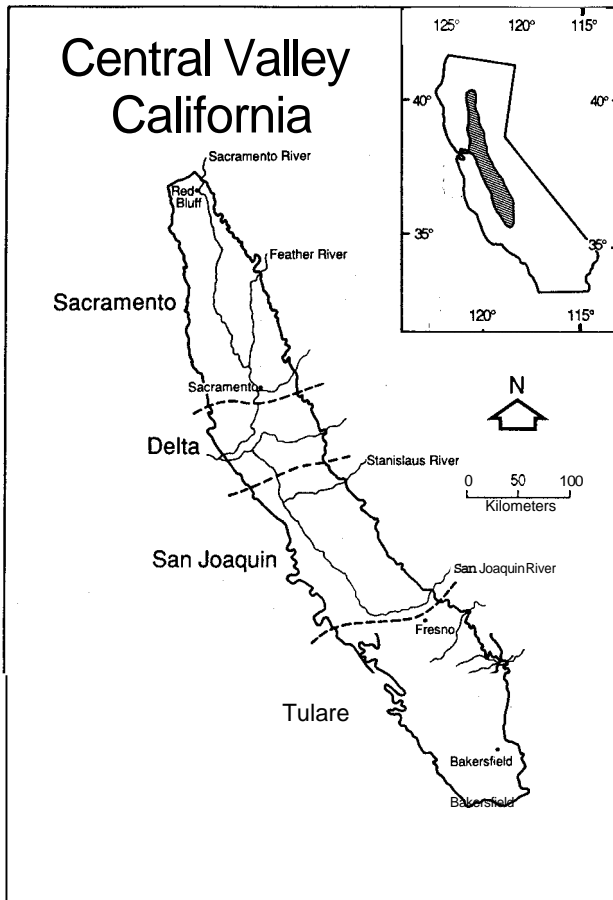 Central Valley
California
125° 120° 115°
40° 40°
35° 35°
120° 115°
Sacramento River
Red
Bluff
Feather River
Sacramento
Sacramento
N
Delta
Stanislaus River
0 50 100
Kilometers
San Joaquin
San Joaquin River
Fresno
Tulare
Bakersfield
Bakersfield